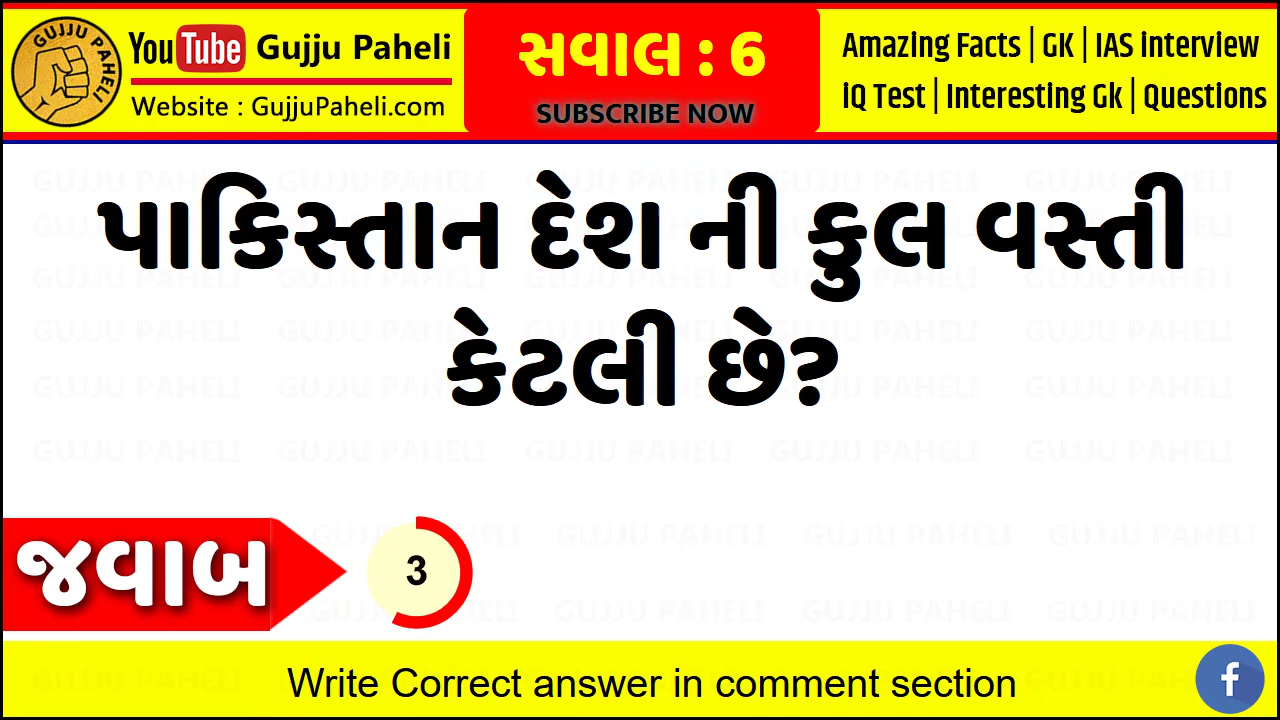 GUJJU PAHELI
YouTube Gujju Paheli
Website : GujjuPaheli.com
સવાલ : 6
SUBSCRIBE NOW
Amazing Facts | GK | IAS interview
iQ Test | Interesting Gk | Questions
પાકિસ્તાન દેશ ની કુલ વસ્તી
કેટલી છે?
જવાબ
3
Write Correct answer in comment section
f